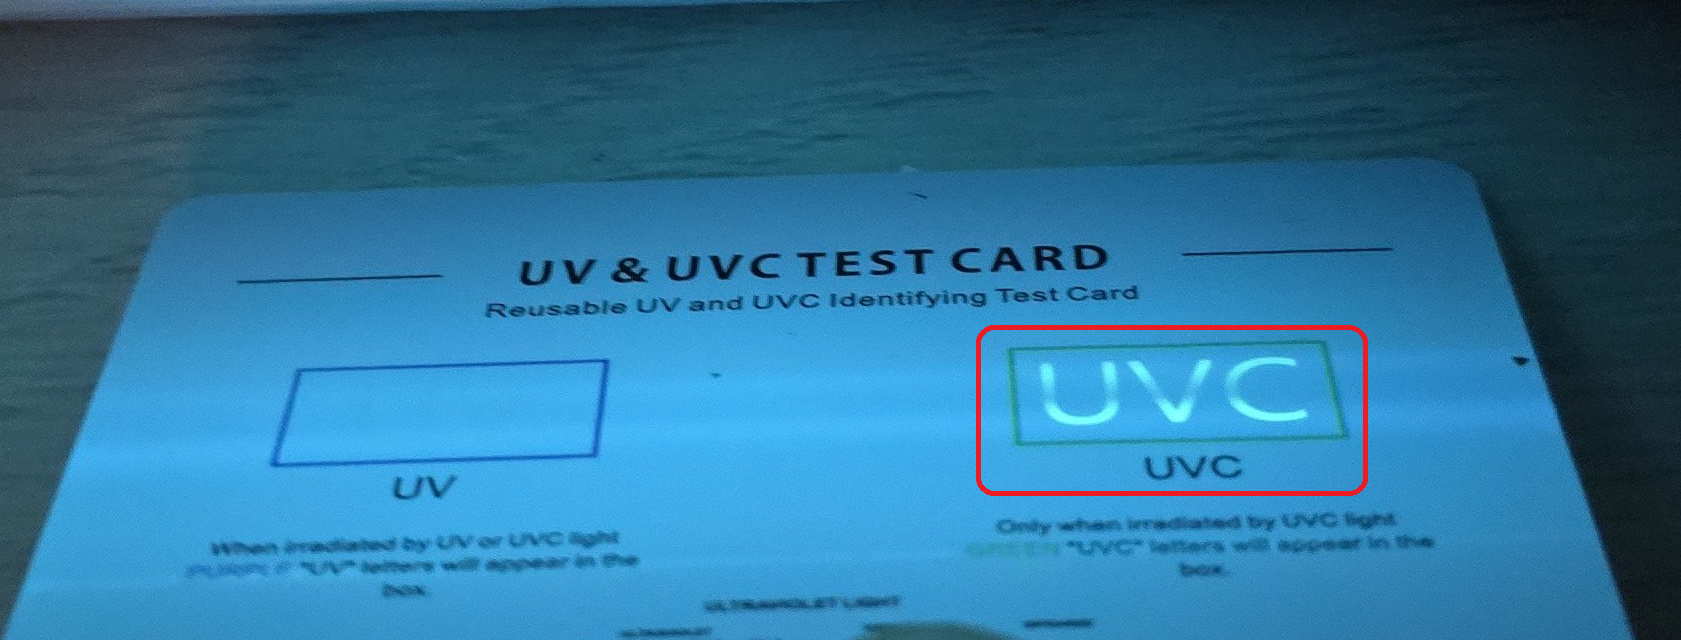 UV & UVC TEST CARD
Reusable UV and UVC Identifying Test Card
UVC
UV
UVC
When irradiated by UV or UVC light
PURPLE "UV" letters will appear in the
box.
Only when irradiated by UVC light
GREEN "UVC" letters will appear in the
box.
ULTRAVIOLET LIGHT